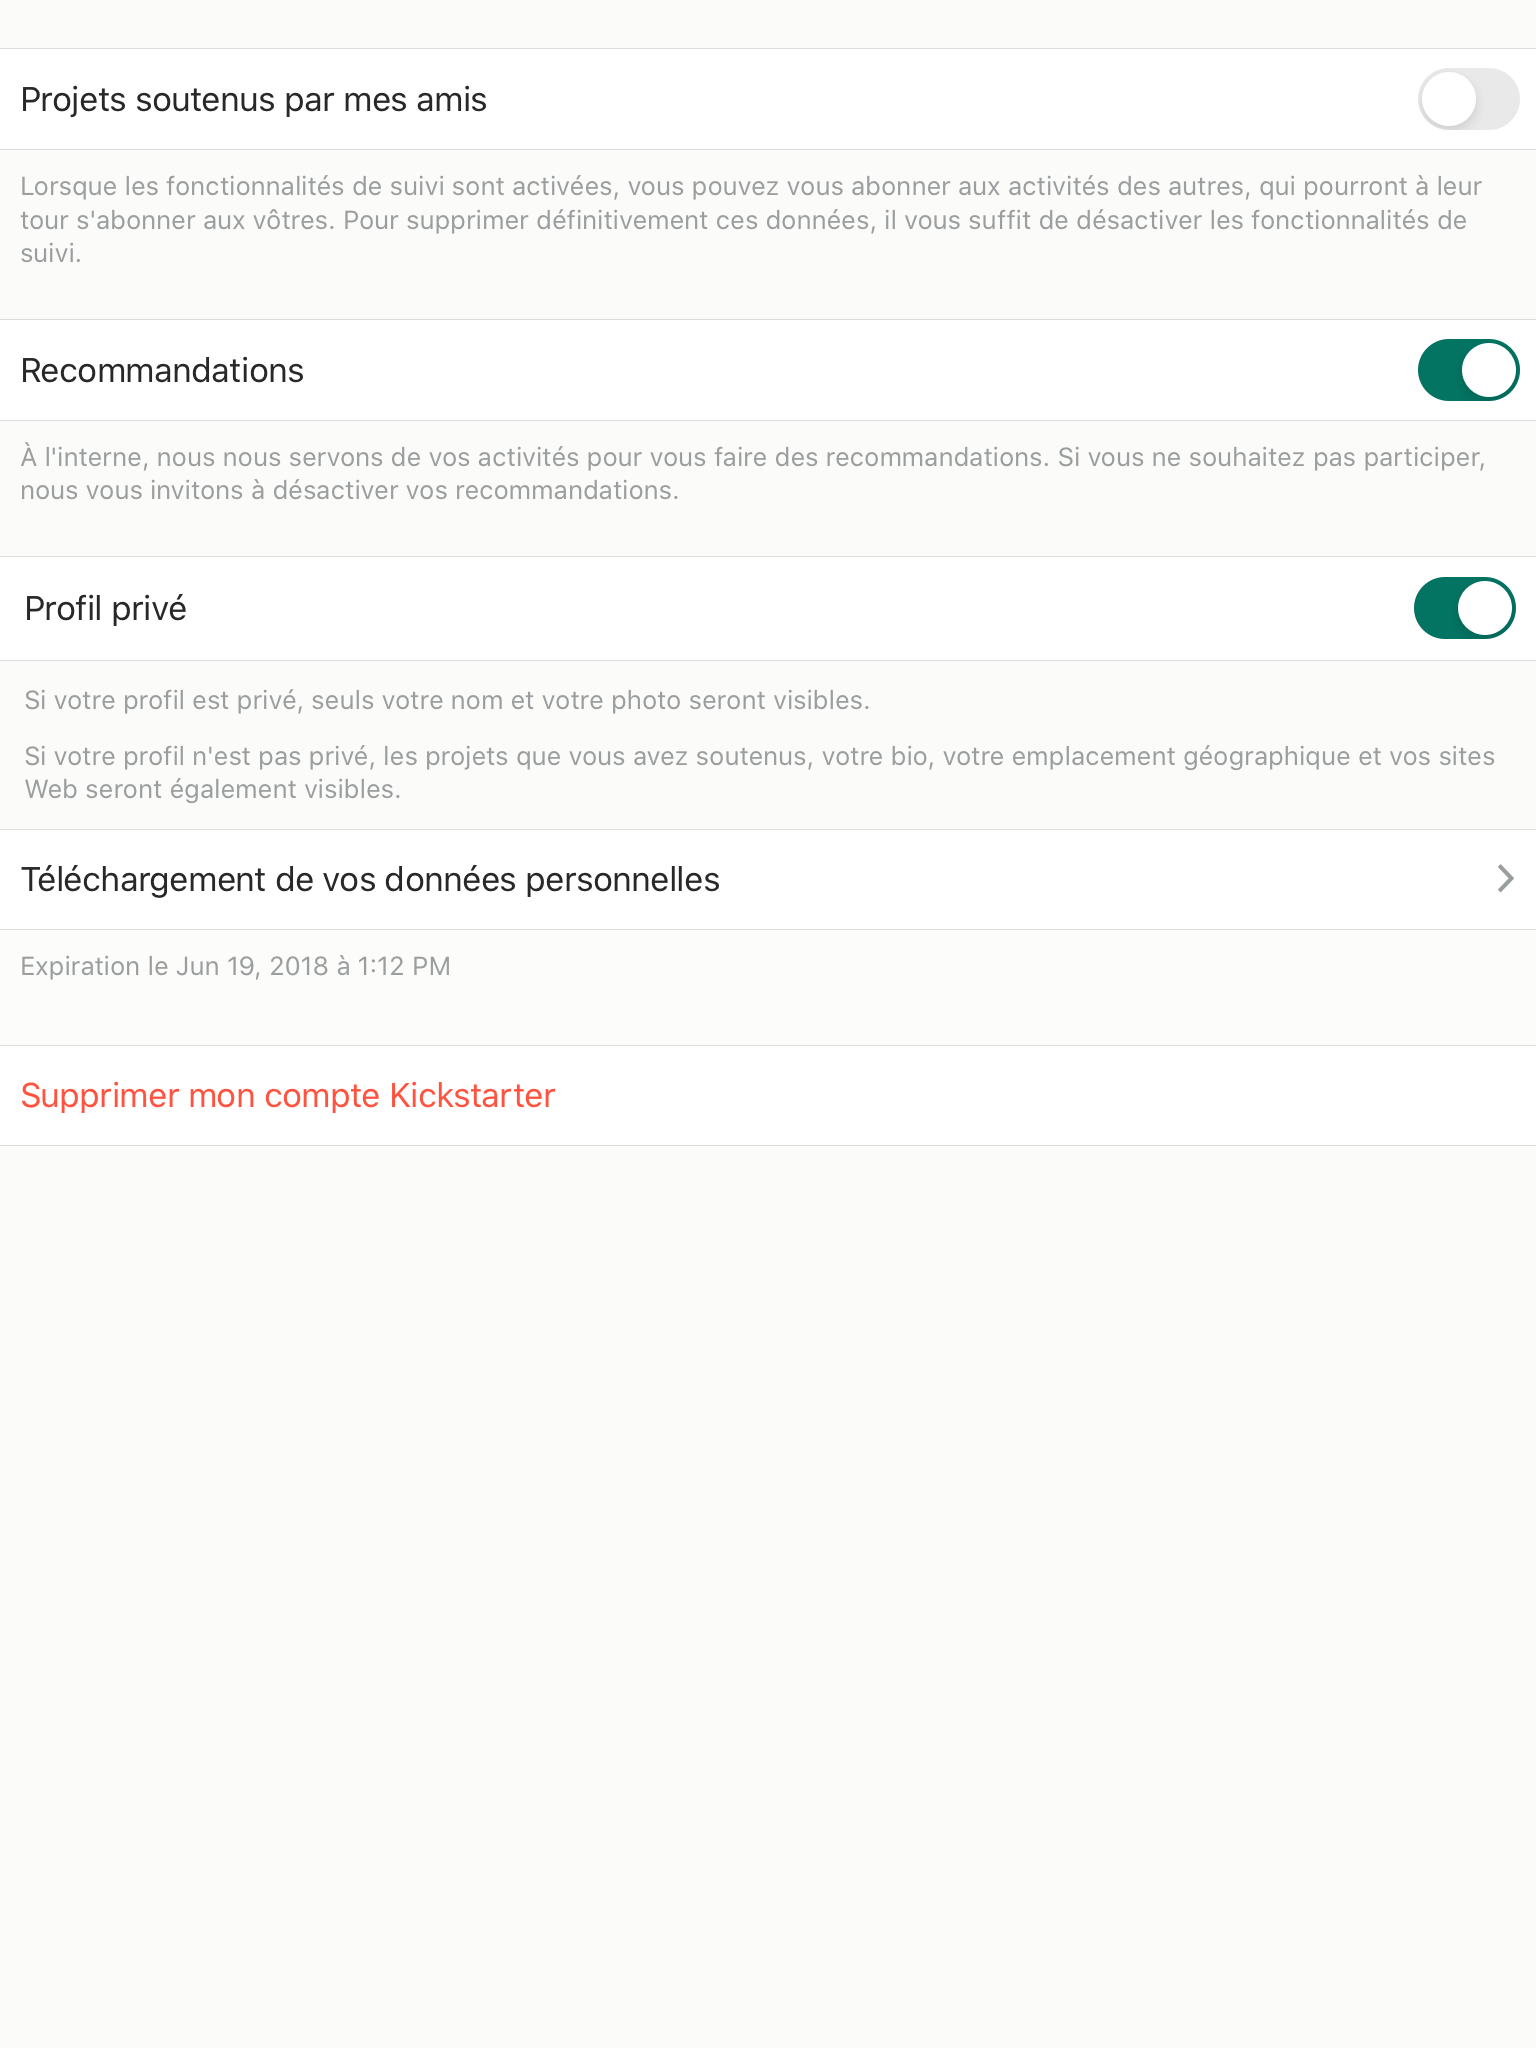 Projets soutenus par mes amis
Lorsque les fonctionnalités de suivi sont activées, vous pouvez vous abonner aux activités des autres, qui pourront à leur
tour s'abonner aux vôtres. Pour supprimer définitivement ces données, il vous suffit de désactiver les fonctionnalités de
suivi.
Recommandations
À l'interne, nous nous servons de vos activités pour vous faire des recommandations. Si vous ne souhaitez pas participer,
nous vous invitons à désactiver vos recommandations.
Profil privé
Si votre profil est privé, seuls votre nom et votre photo seront visibles.
Si votre profil n'est pas privé, les projets que vous avez soutenus, votre bio, votre emplacement géographique et vos sites
Web seront également visibles.
Téléchargement de vos données personnelles
Expiration le Jun 19, 2018 à 1:12 PM
Supprimer mon compte Kickstarter